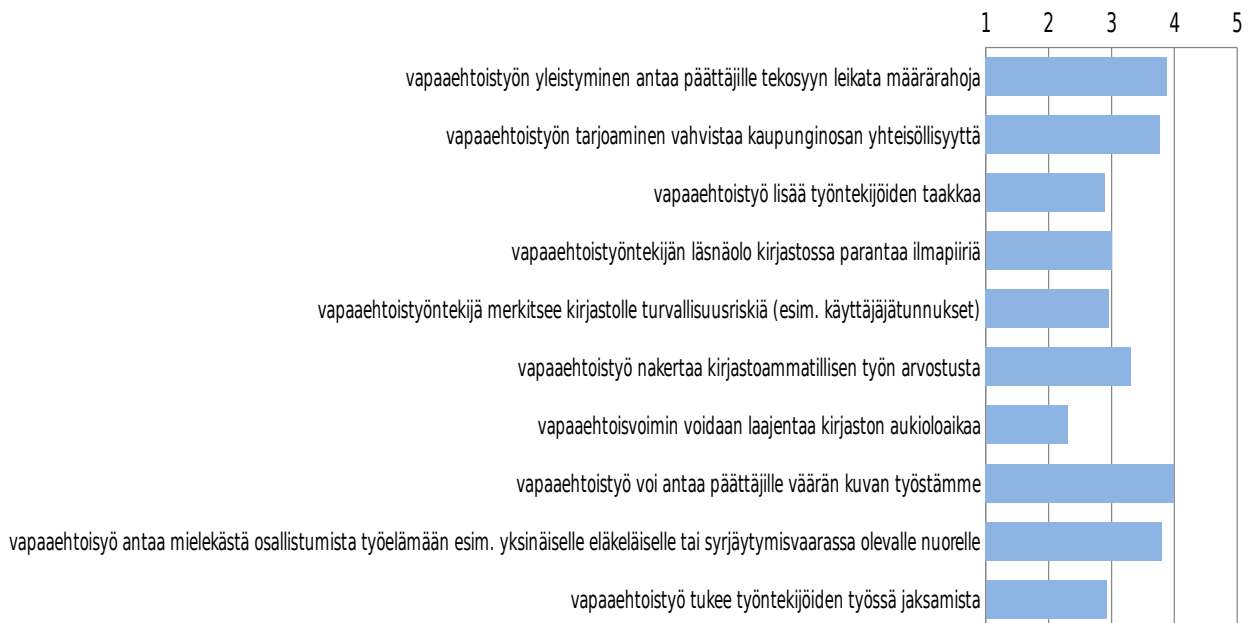 1 2 3 4 5
vapaaehtoistyön yleistyminen antaa päättäjille tekosyyn leikata määrärahoja
vapaaehtoistyön tarjoaminen vahvistaa kaupunginosan yhteisöllisyyttä
vapaaehtoistyö lisää työntekijöiden taakkaa
vapaaehtoistyöntekijän läsnäolo kirjastossa parantaa ilmapiiriä
vapaaehtoistyöntekijä merkitsee kirjastolle turvallisuusriskiä (esim. käyttäjäjätunnukset)
vapaaehtoistyö nakertaa kirjastoammatillisen työn arvostusta
vapaaehtoisvoimin voidaan laajentaa kirjaston aukioloaikaa
vapaaehtoistyö voi antaa päättäjille väärän kuvan työstämme
vapaaehtoisyö antaa mielekästä osallistumista työelämään esim. yksinäiselle eläkeläiselle tai syrjäytymisvaarassa olevalle nuorelle
vapaaehtoistyö tukee työntekijöiden työssä jaksamista